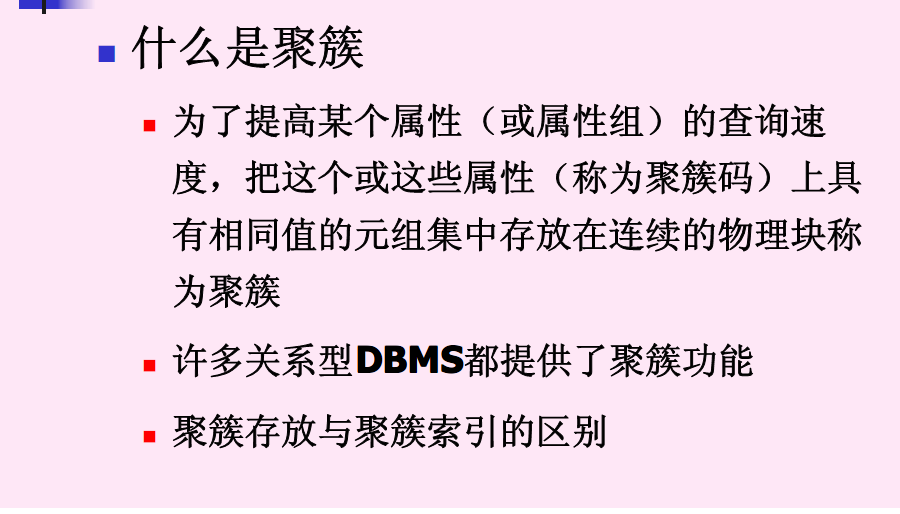 什么是聚簇
为了提高某个属性（或属性组）的查询速
度，把这个或这些属性（称为聚簇码）上具
有相同值的元组集中存放在连续的物理块称
为聚簇
许多关系型DBMS都提供了聚簇功能
聚簇存放与聚簇索引的区别